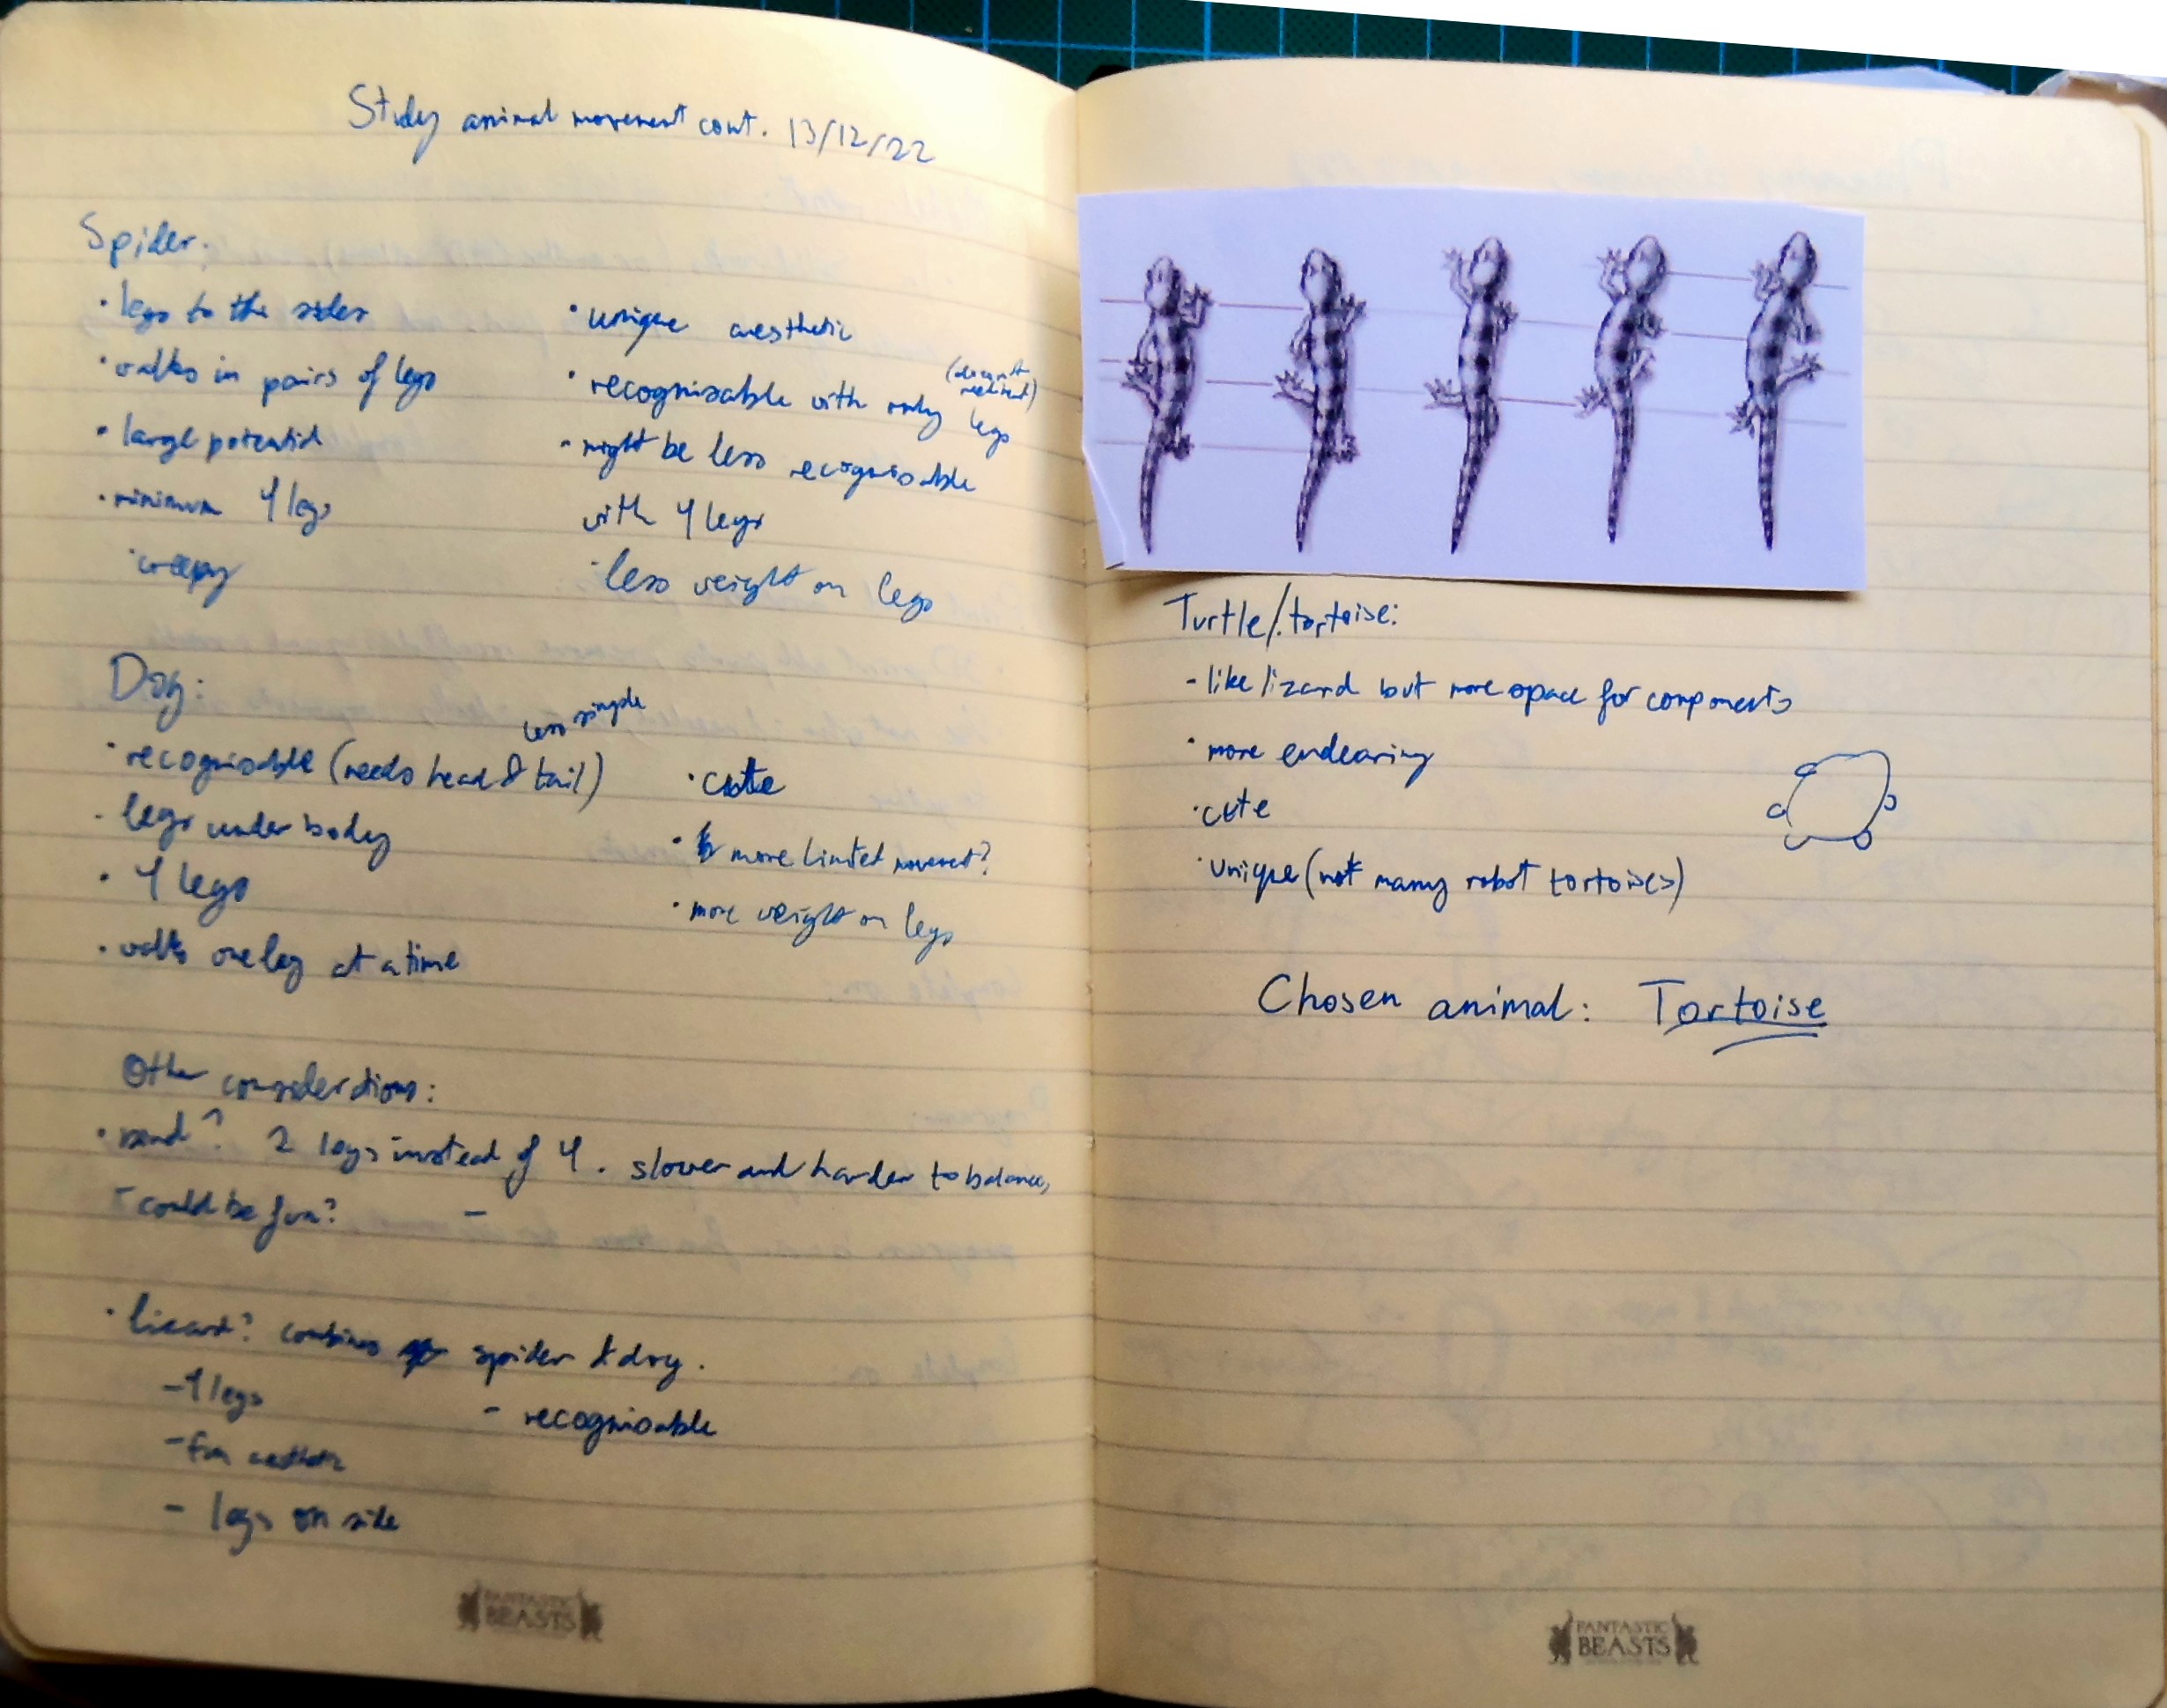 Study animal movement cont. 13/12/22
Spider.
· legs to the sides
· walks in pairs of legs
· large potential
· minimum 4 legs
· creepy
· unique aesthetic
· recognisable with only legs
· might be less recognisable
with 4 legs
· less weight on legs
Dog:
less simple
· recognisable (needs head & tail)
· legs under body
· 4 legs
· walks one leg at a time
· cute
· more limited movement?
· more weight on legs
Other considerations:
· 2 legs instead of 4. slower and harder to balance,
- could be fun? -
· lizard? combines spider & dog.
- 4 legs
- fun aesthetic
- legs on side
- recognisable
FANTASTIC
BEASTS
Turtle/tortoise:
- like lizard but more space for components
· more endearing
· cute
· unique (not many robot tortoises)
Chosen animal: Tortoise
FANTASTIC
BEASTS